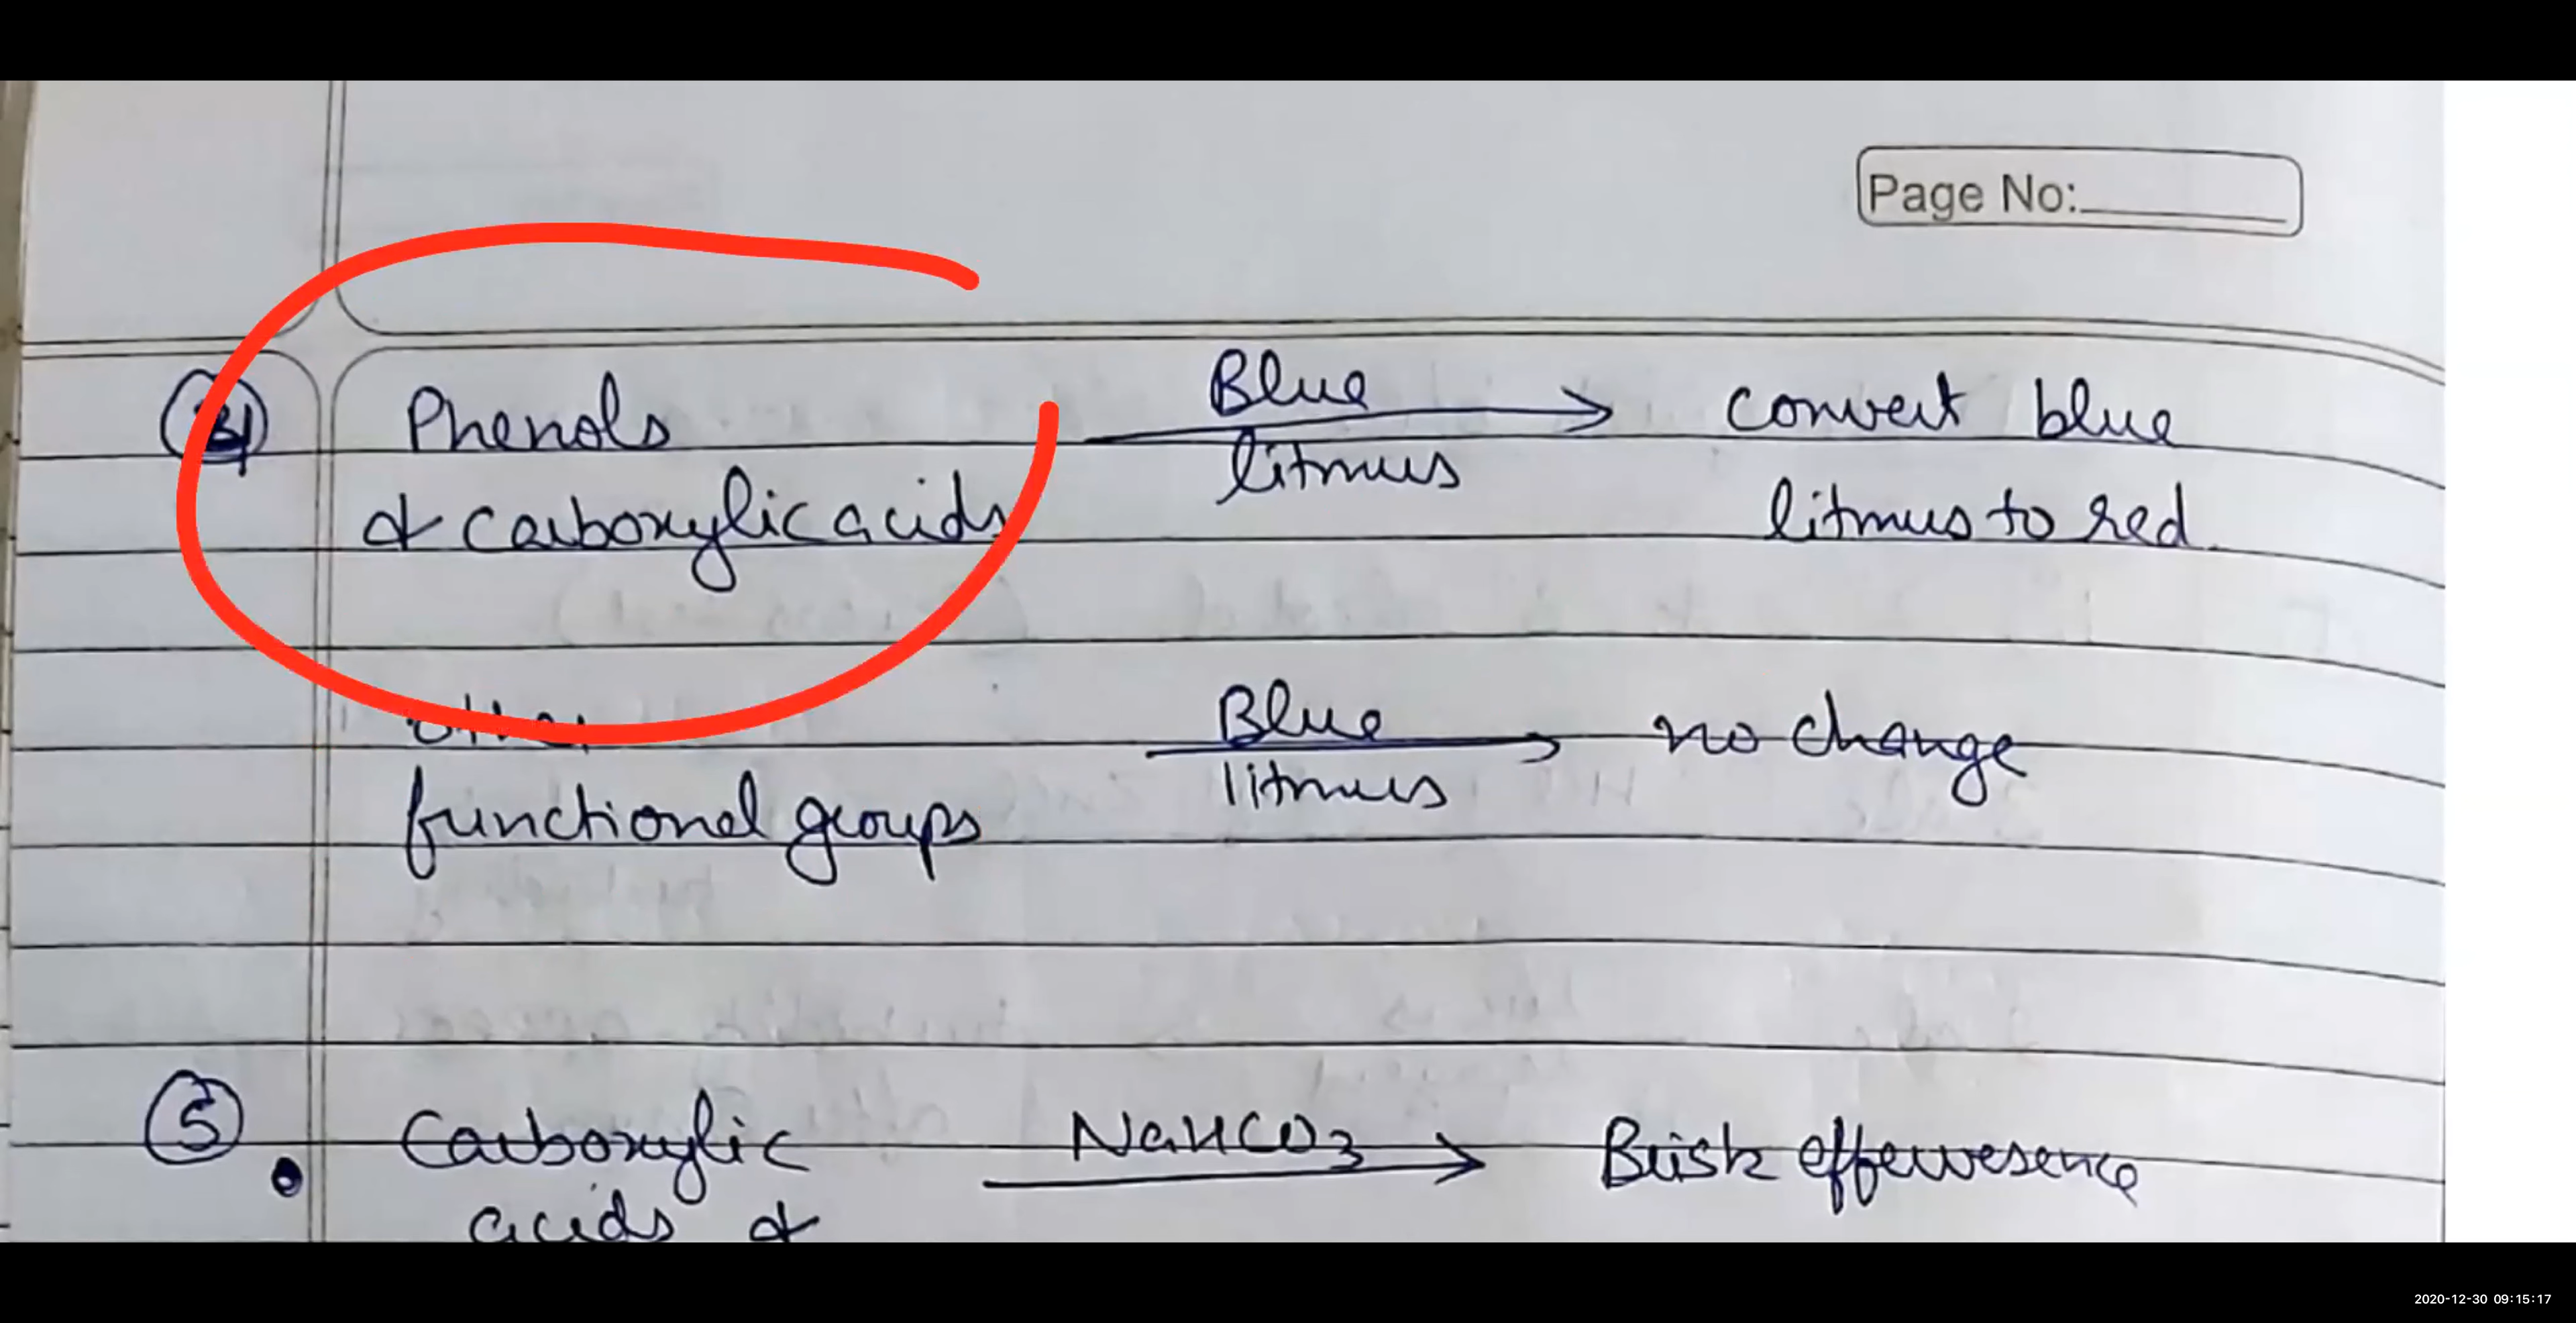 Page No:
Phenols Blue convert blue
& carboxylic acids litmus litmus to red.
other Blue no change
functional groups litmus
5 Carboxylic NaHCO3 Brisk effervesence
acids &
2020-12-30 09:15:17